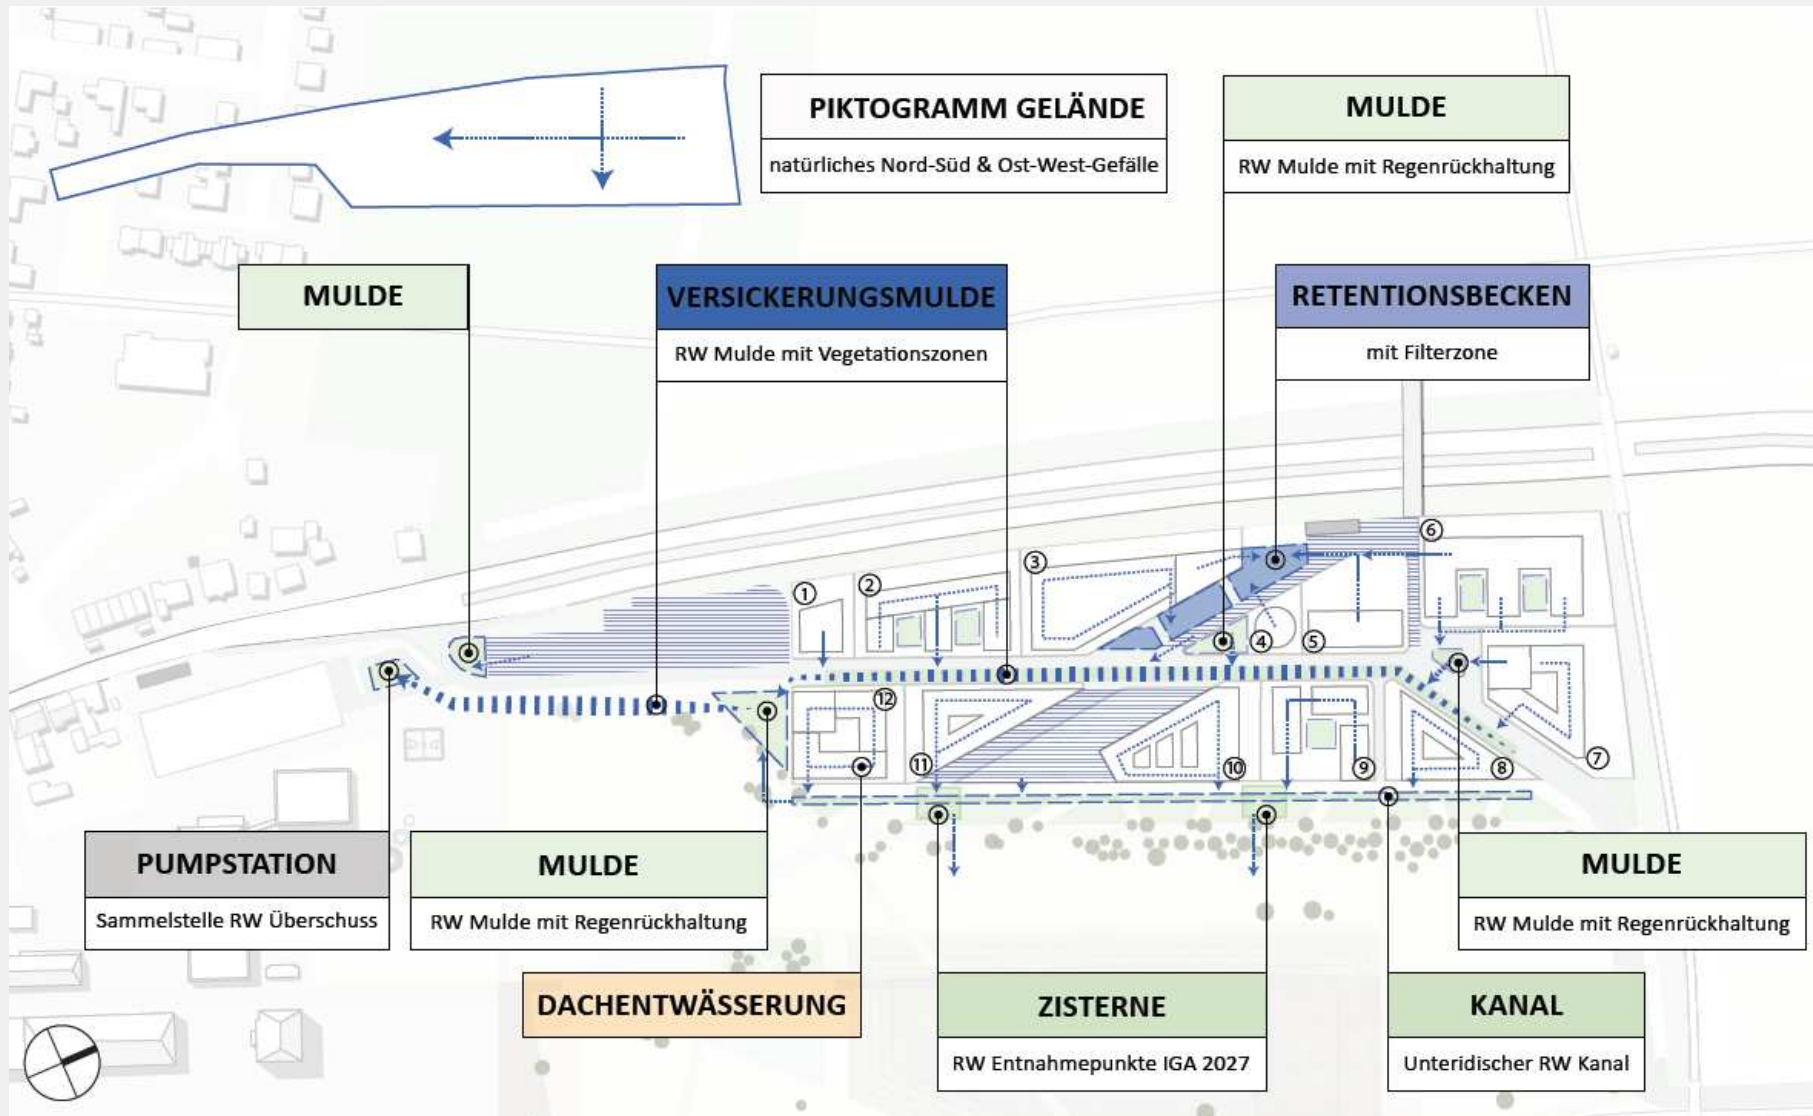 PIKTOGRAMM GELÄNDE
natürliches Nord-Süd & Ost-West-Gefälle
MULDE
RW Mulde mit Regenrückhaltung
MULDE
VERSICKERUNGSMULDE
RW Mulde mit Vegetationszonen
RETENTIONSBECKEN
mit Filterzone
1
2
3
4
5
6
7
8
9
10
11
12
PUMPSTATION
Sammelstelle RW Überschuss
MULDE
RW Mulde mit Regenrückhaltung
MULDE
RW Mulde mit Regenrückhaltung
DACHENTWÄSSERUNG
ZISTERNE
RW Entnahmepunkte IGA 2027
KANAL
Unteridischer RW Kanal